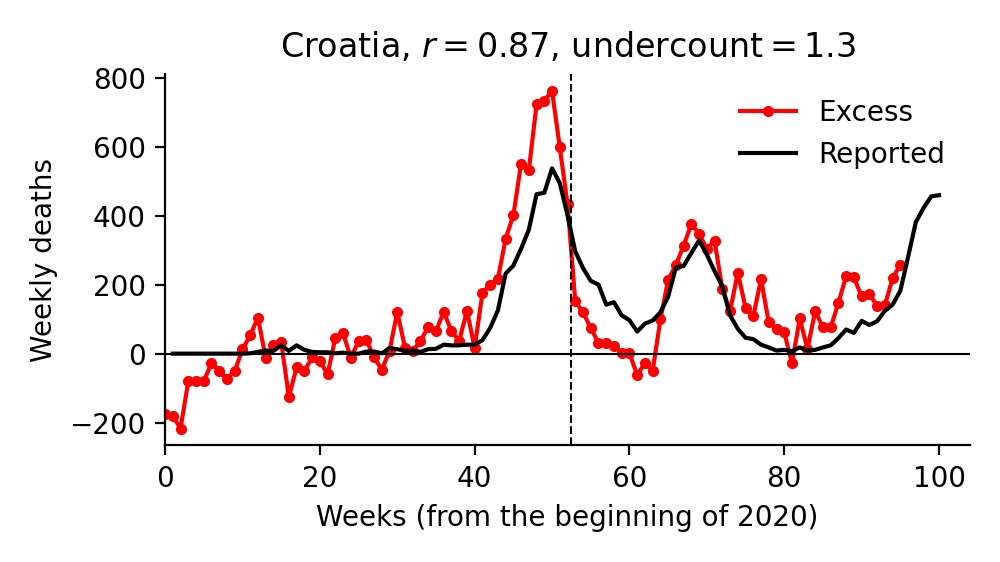 Croatia, r = 0.87, undercount = 1.3
Excess
Reported
Weekly deaths
800
600
400
200
0
−200
0 20 40 60 80 100
Weeks (from the beginning of 2020)